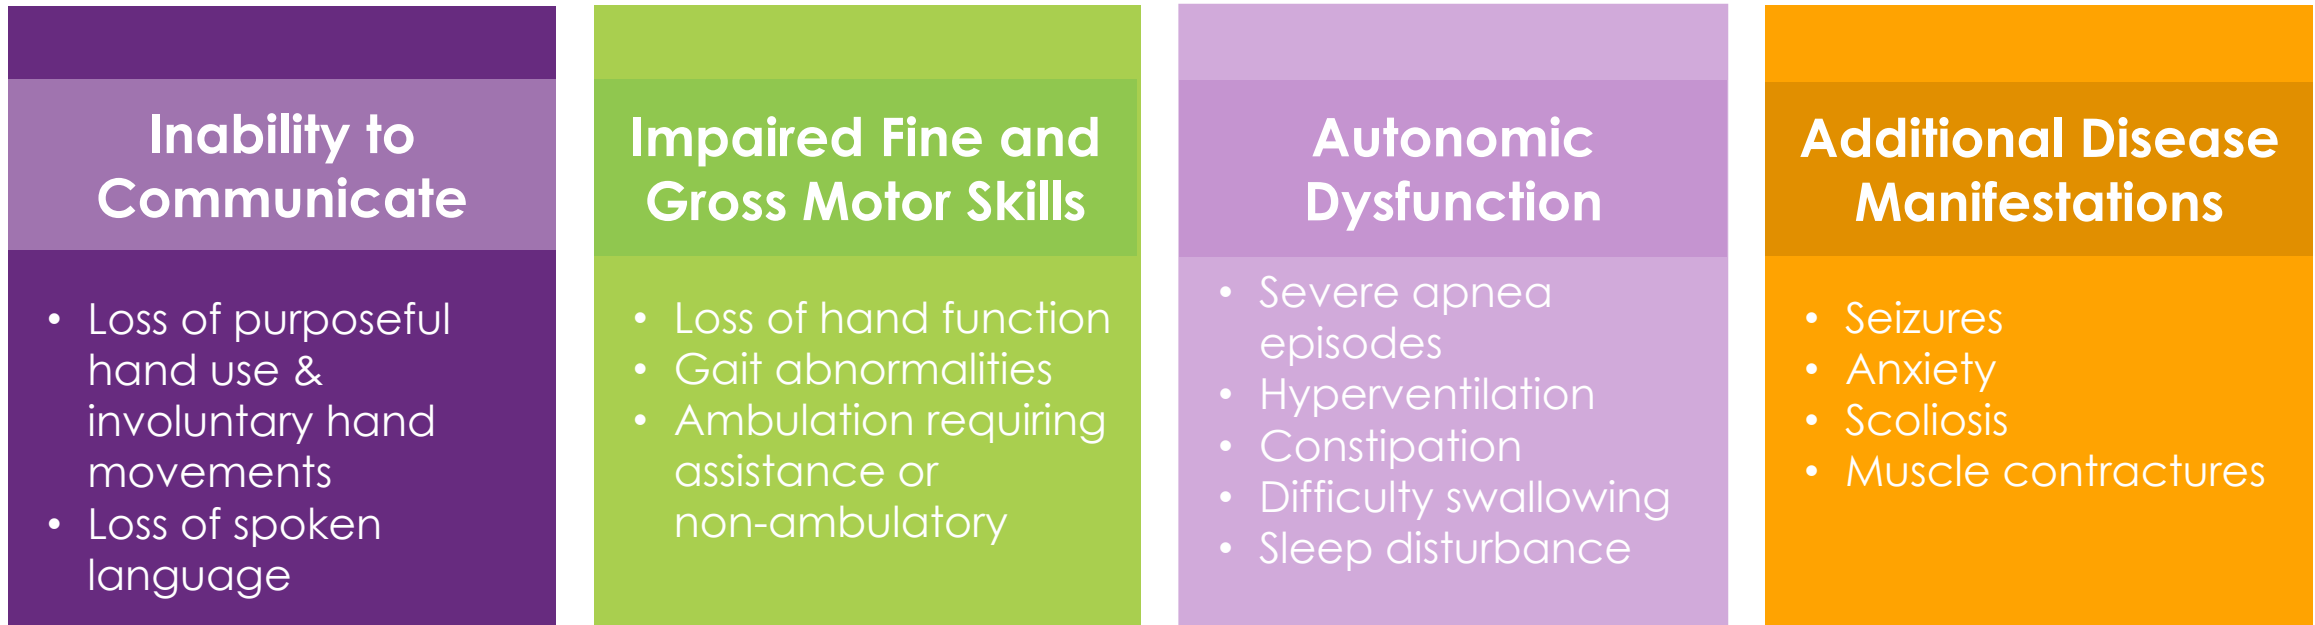 Inability to
Communicate
• Loss of purposeful
hand use &
involuntary hand
movements
• Loss of spoken
language
Impaired Fine and
Gross Motor Skills
• Loss of hand function
• Gait abnormalities
• Ambulation requiring
assistance or
non-ambulatory
Autonomic
Dysfunction
• Severe apnea
episodes
• Hyperventilation
• Constipation
• Difficulty swallowing
• Sleep disturbance
Additional Disease
Manifestations
• Seizures
• Anxiety
• Scoliosis
• Muscle contractures